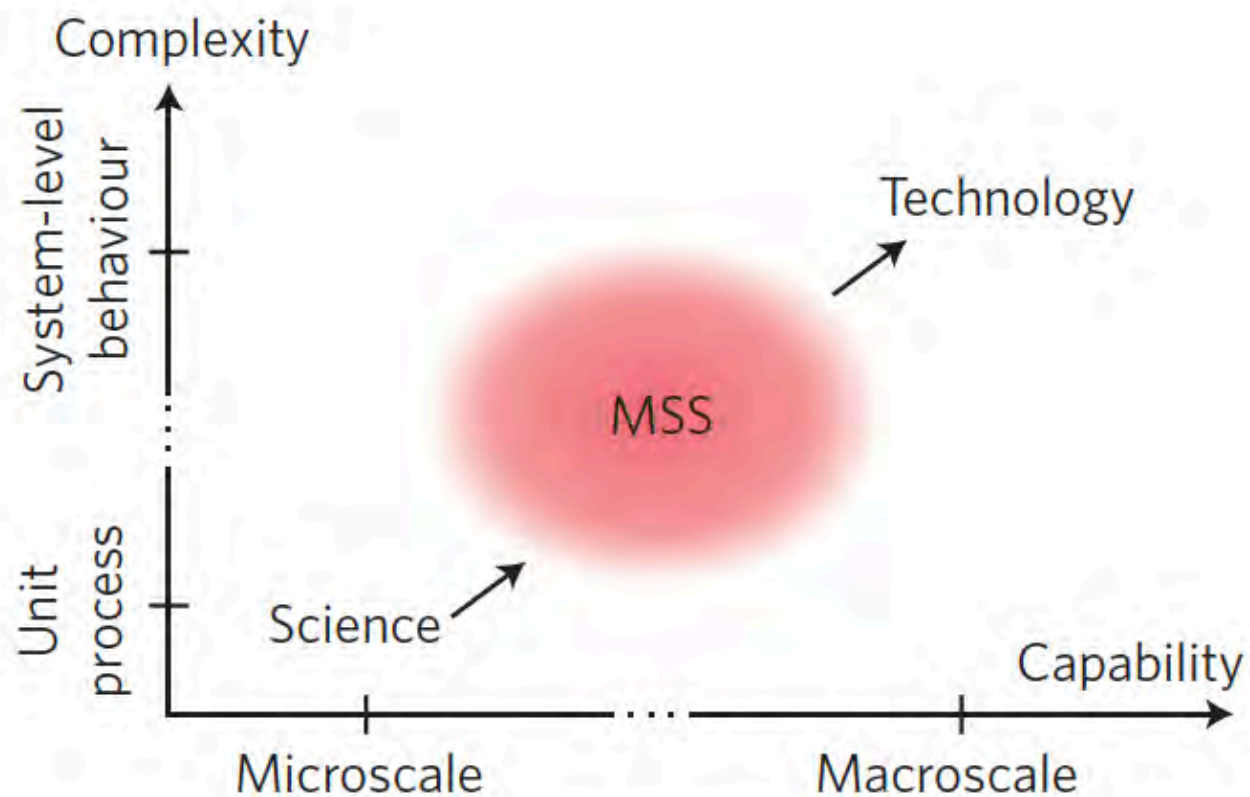 Complexity
System-level
behaviour
Technology
MSS
Unit
process
Science
Capability
Microscale
Macroscale